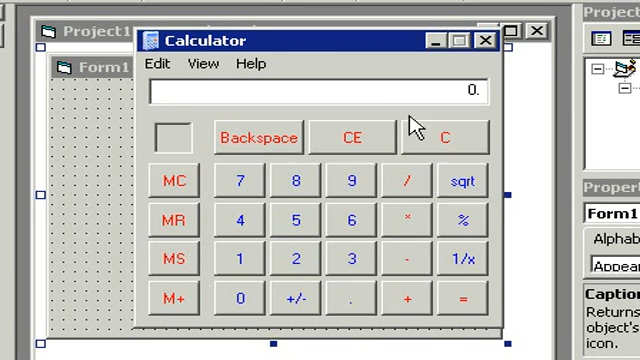 Project1
Project
Calculator
Form1
Edit View Help
0.
Backspace CE C
MC 7 8 9 / sqrt
MR 4 5 6 * %
MS 1 2 3 - 1/x
M+ 0 +/- . + =
Propert
Form1
Alphab
Appear
Caption
Returns
object's
icon.